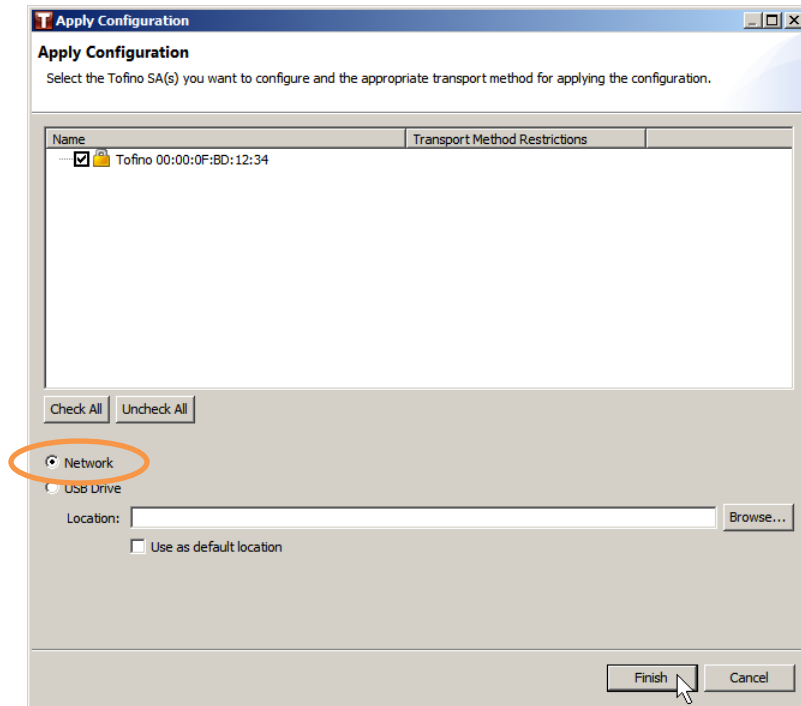 Apply Configuration
Apply Configuration
Select the Tofino SA(s) you want to configure and the appropriate transport method for applying the configuration.
Name Transport Method Restrictions
Tofino 00:00:0F:BD:12:34
Check All Uncheck All
Network
USB Drive
Location: Browse...
Use as default location
Finish Cancel